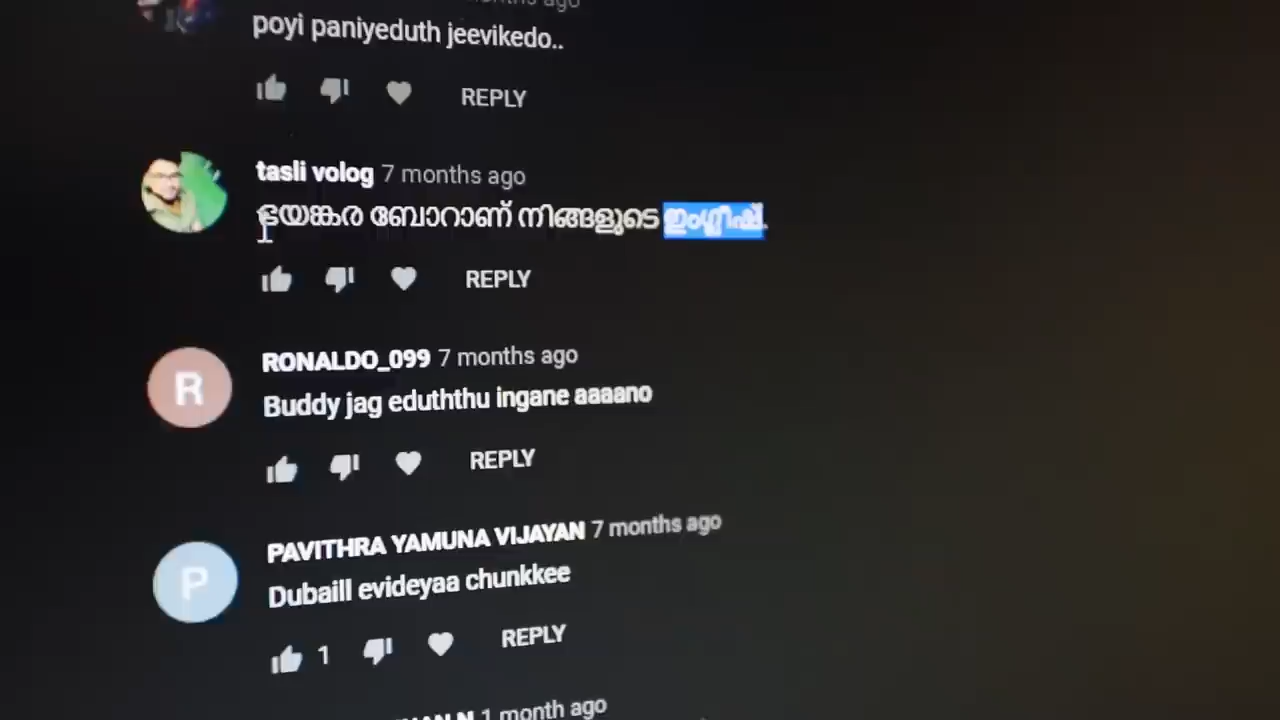 ago
poyi paniyeduth jeevikedo..
REPLY
tasli volog 7 months ago
ഭയങ്കര ബോറാണ് നിങ്ങളുടെ ഇംഗ്ലീഷ്.
REPLY
R
RONALDO_099 7 months ago
Buddy jag eduththu ingane aaaano
REPLY
P
PAVITHRA YAMUNA VIJAYAN 7 months ago
Dubaill evideyaa chunkkee
1 REPLY
1 month ago